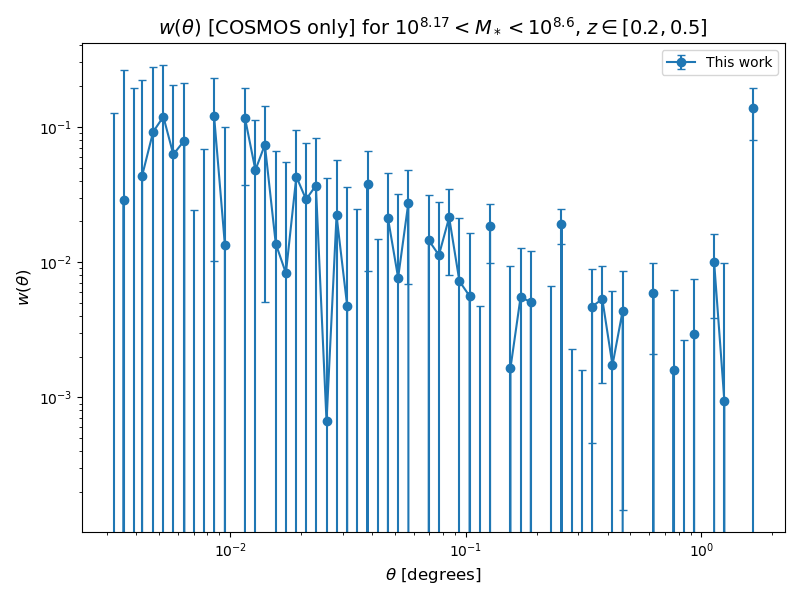 w(θ) [COSMOS only] for 10^8.17 < M_* < 10^8.6, z ∈ [0.2, 0.5]
This work
10^-1
10^-2
10^-3
w(θ)
10^-2
10^-1
10^0
θ [degrees]